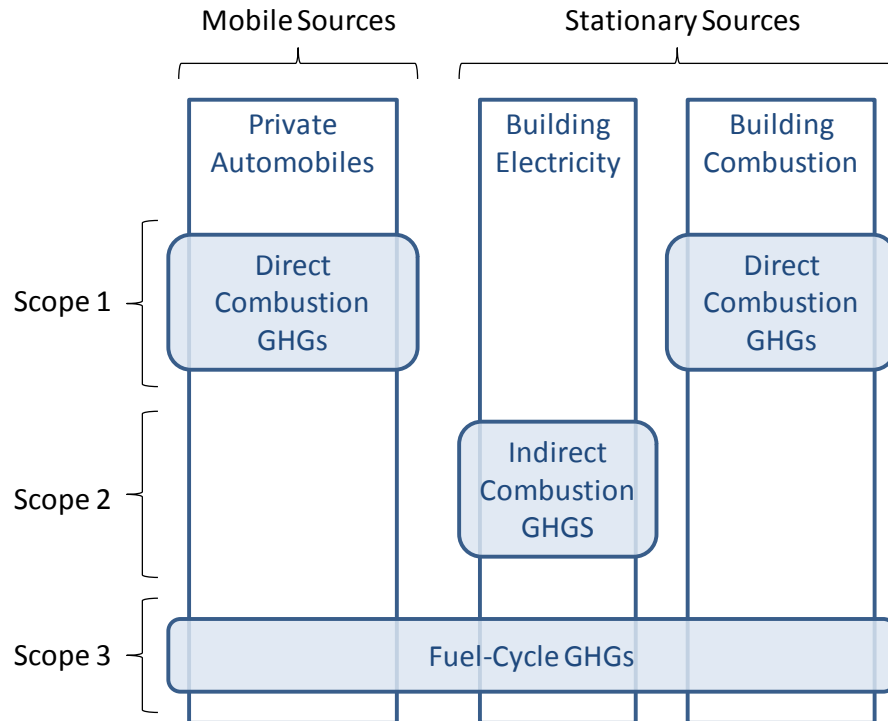 Mobile Sources
Stationary Sources
Private
Automobiles
Building
Electricity
Building
Combustion
Scope 1
Direct
Combustion
GHGs
Direct
Combustion
GHGs
Scope 2
Indirect
Combustion
GHGS
Scope 3
Fuel-Cycle GHGs